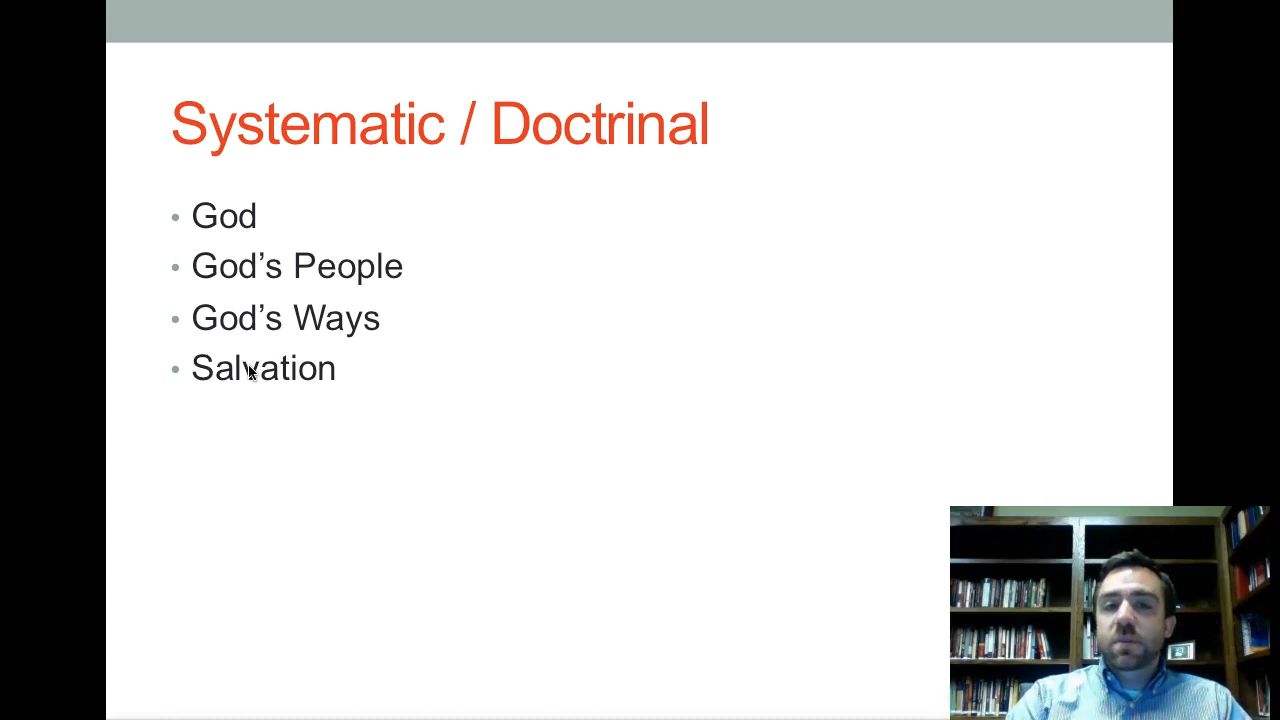 Systematic / Doctrinal
• God
• God’s People
• God’s Ways
• Salvation